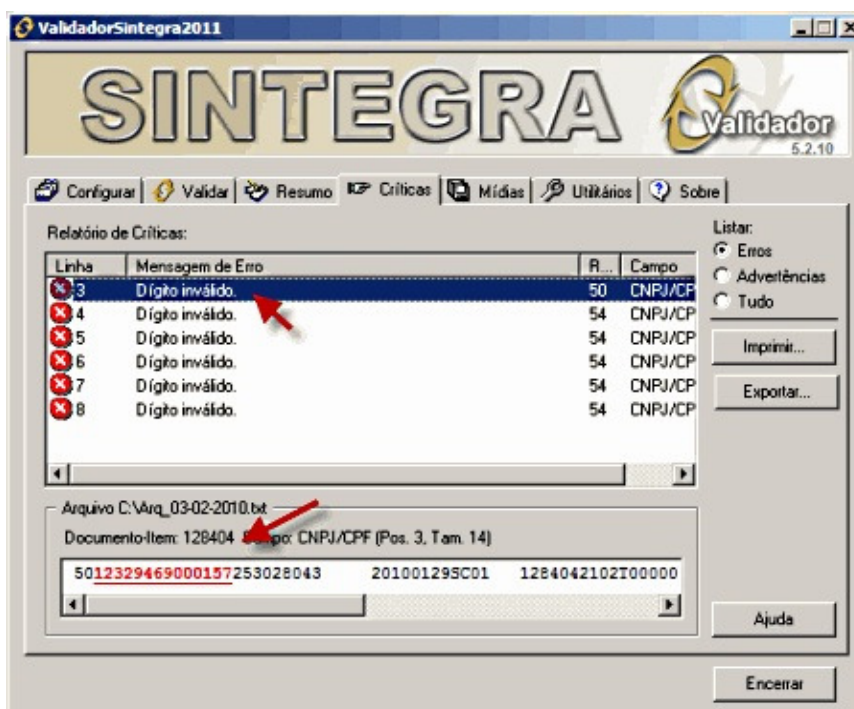 ValidadorSintegra2011
SINTEGRA
Validador
5.2.10
Configurar Validar Resumo Críticas Mídias Utilitários Sobre
Relatório de Críticas:
Listar:
Erros
Advertências
Tudo
Linha Mensagem de Erro R... Campo
3 Dígito inválido. 50 CNPJ/CP
4 Dígito inválido. 54 CNPJ/CP
5 Dígito inválido. 54 CNPJ/CP
6 Dígito inválido. 54 CNPJ/CP
7 Dígito inválido. 54 CNPJ/CP
8 Dígito inválido. 54 CNPJ/CP
Imprimir...
Exportar...
Arquivo C:\Arq_03-02-2010.txt
Documento-Item: 128404 CNPJ/CPF (Pos. 3, Tam. 14)
5012329469000157253028043 20100129SC01 1284042102T00000
Ajuda
Encerrar